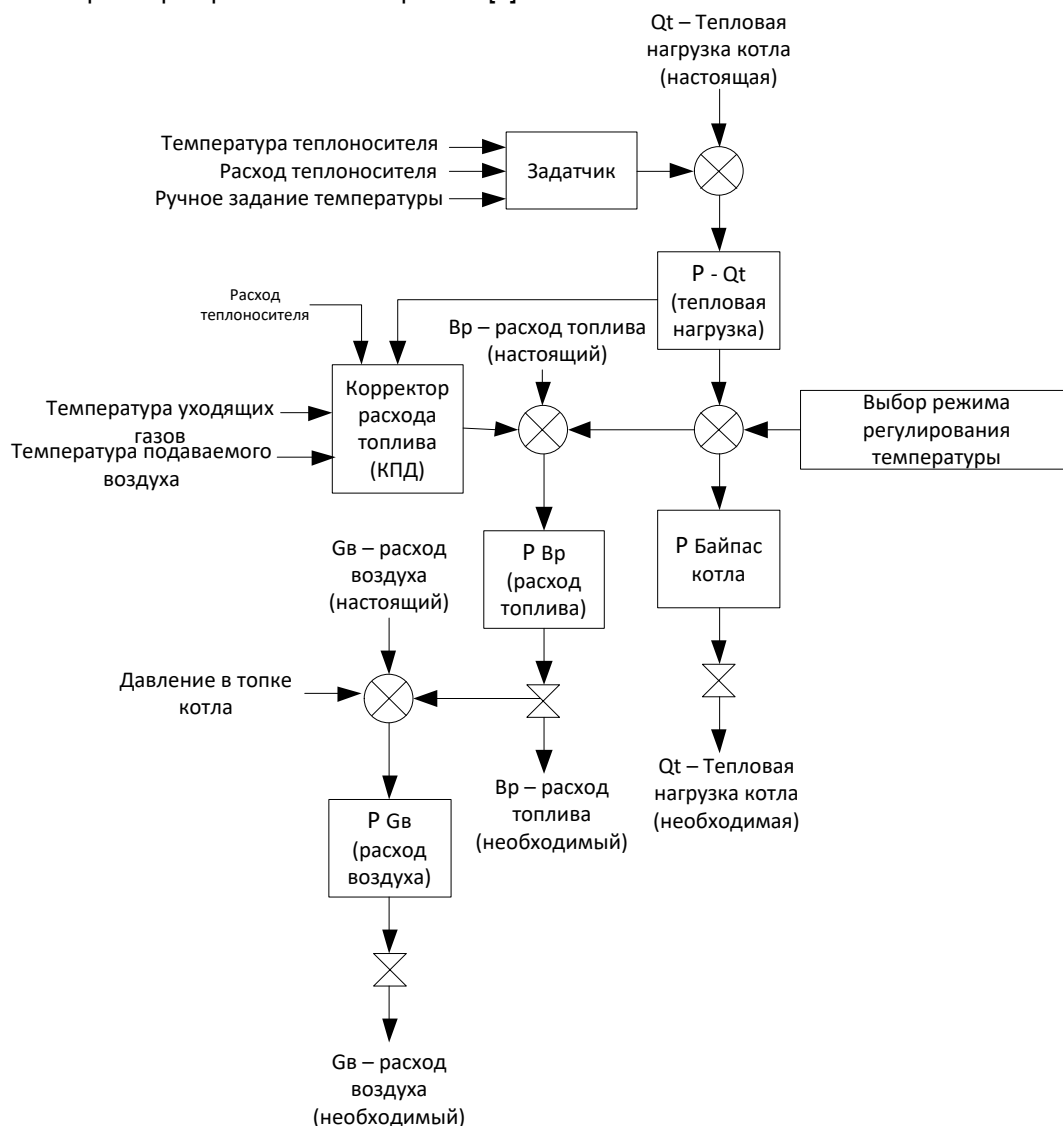 Qt – Тепловая
нагрузка котла
(настоящая)
Температура теплоносителя
Расход теплоносителя
Ручное задание температуры
Задатчик
P - Qt
(тепловая
нагрузка)
Расход
теплоносителя
Вр – расход топлива
(настоящий)
Корректор
расхода
топлива
(КПД)
Температура уходящих
газов
Температура подаваемого
воздуха
Выбор режима
регулирования
температуры
Gв – расход
воздуха
(настоящий)
Р Вр
(расход
топлива)
Р Байпас
котла
Давление в топке
котла
Вр – расход
топлива
(необходимый)
Qt – Тепловая
нагрузка котла
(необходимая)
Р Gв
(расход
воздуха)
Gв – расход
воздуха
(необходимый)